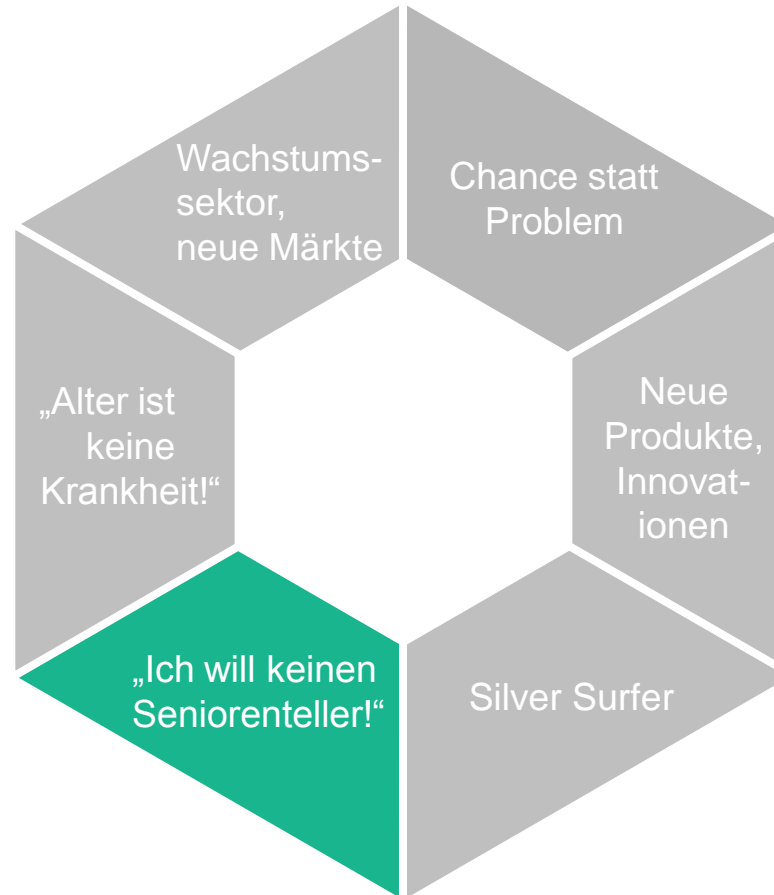 Wachstums-
sektor,
neue Märkte
Chance statt
Problem
„Alter ist
keine
Krankheit!“
Neue
Produkte,
Innovat-
ionen
„Ich will keinen
Seniorenteller!“
Silver Surfer